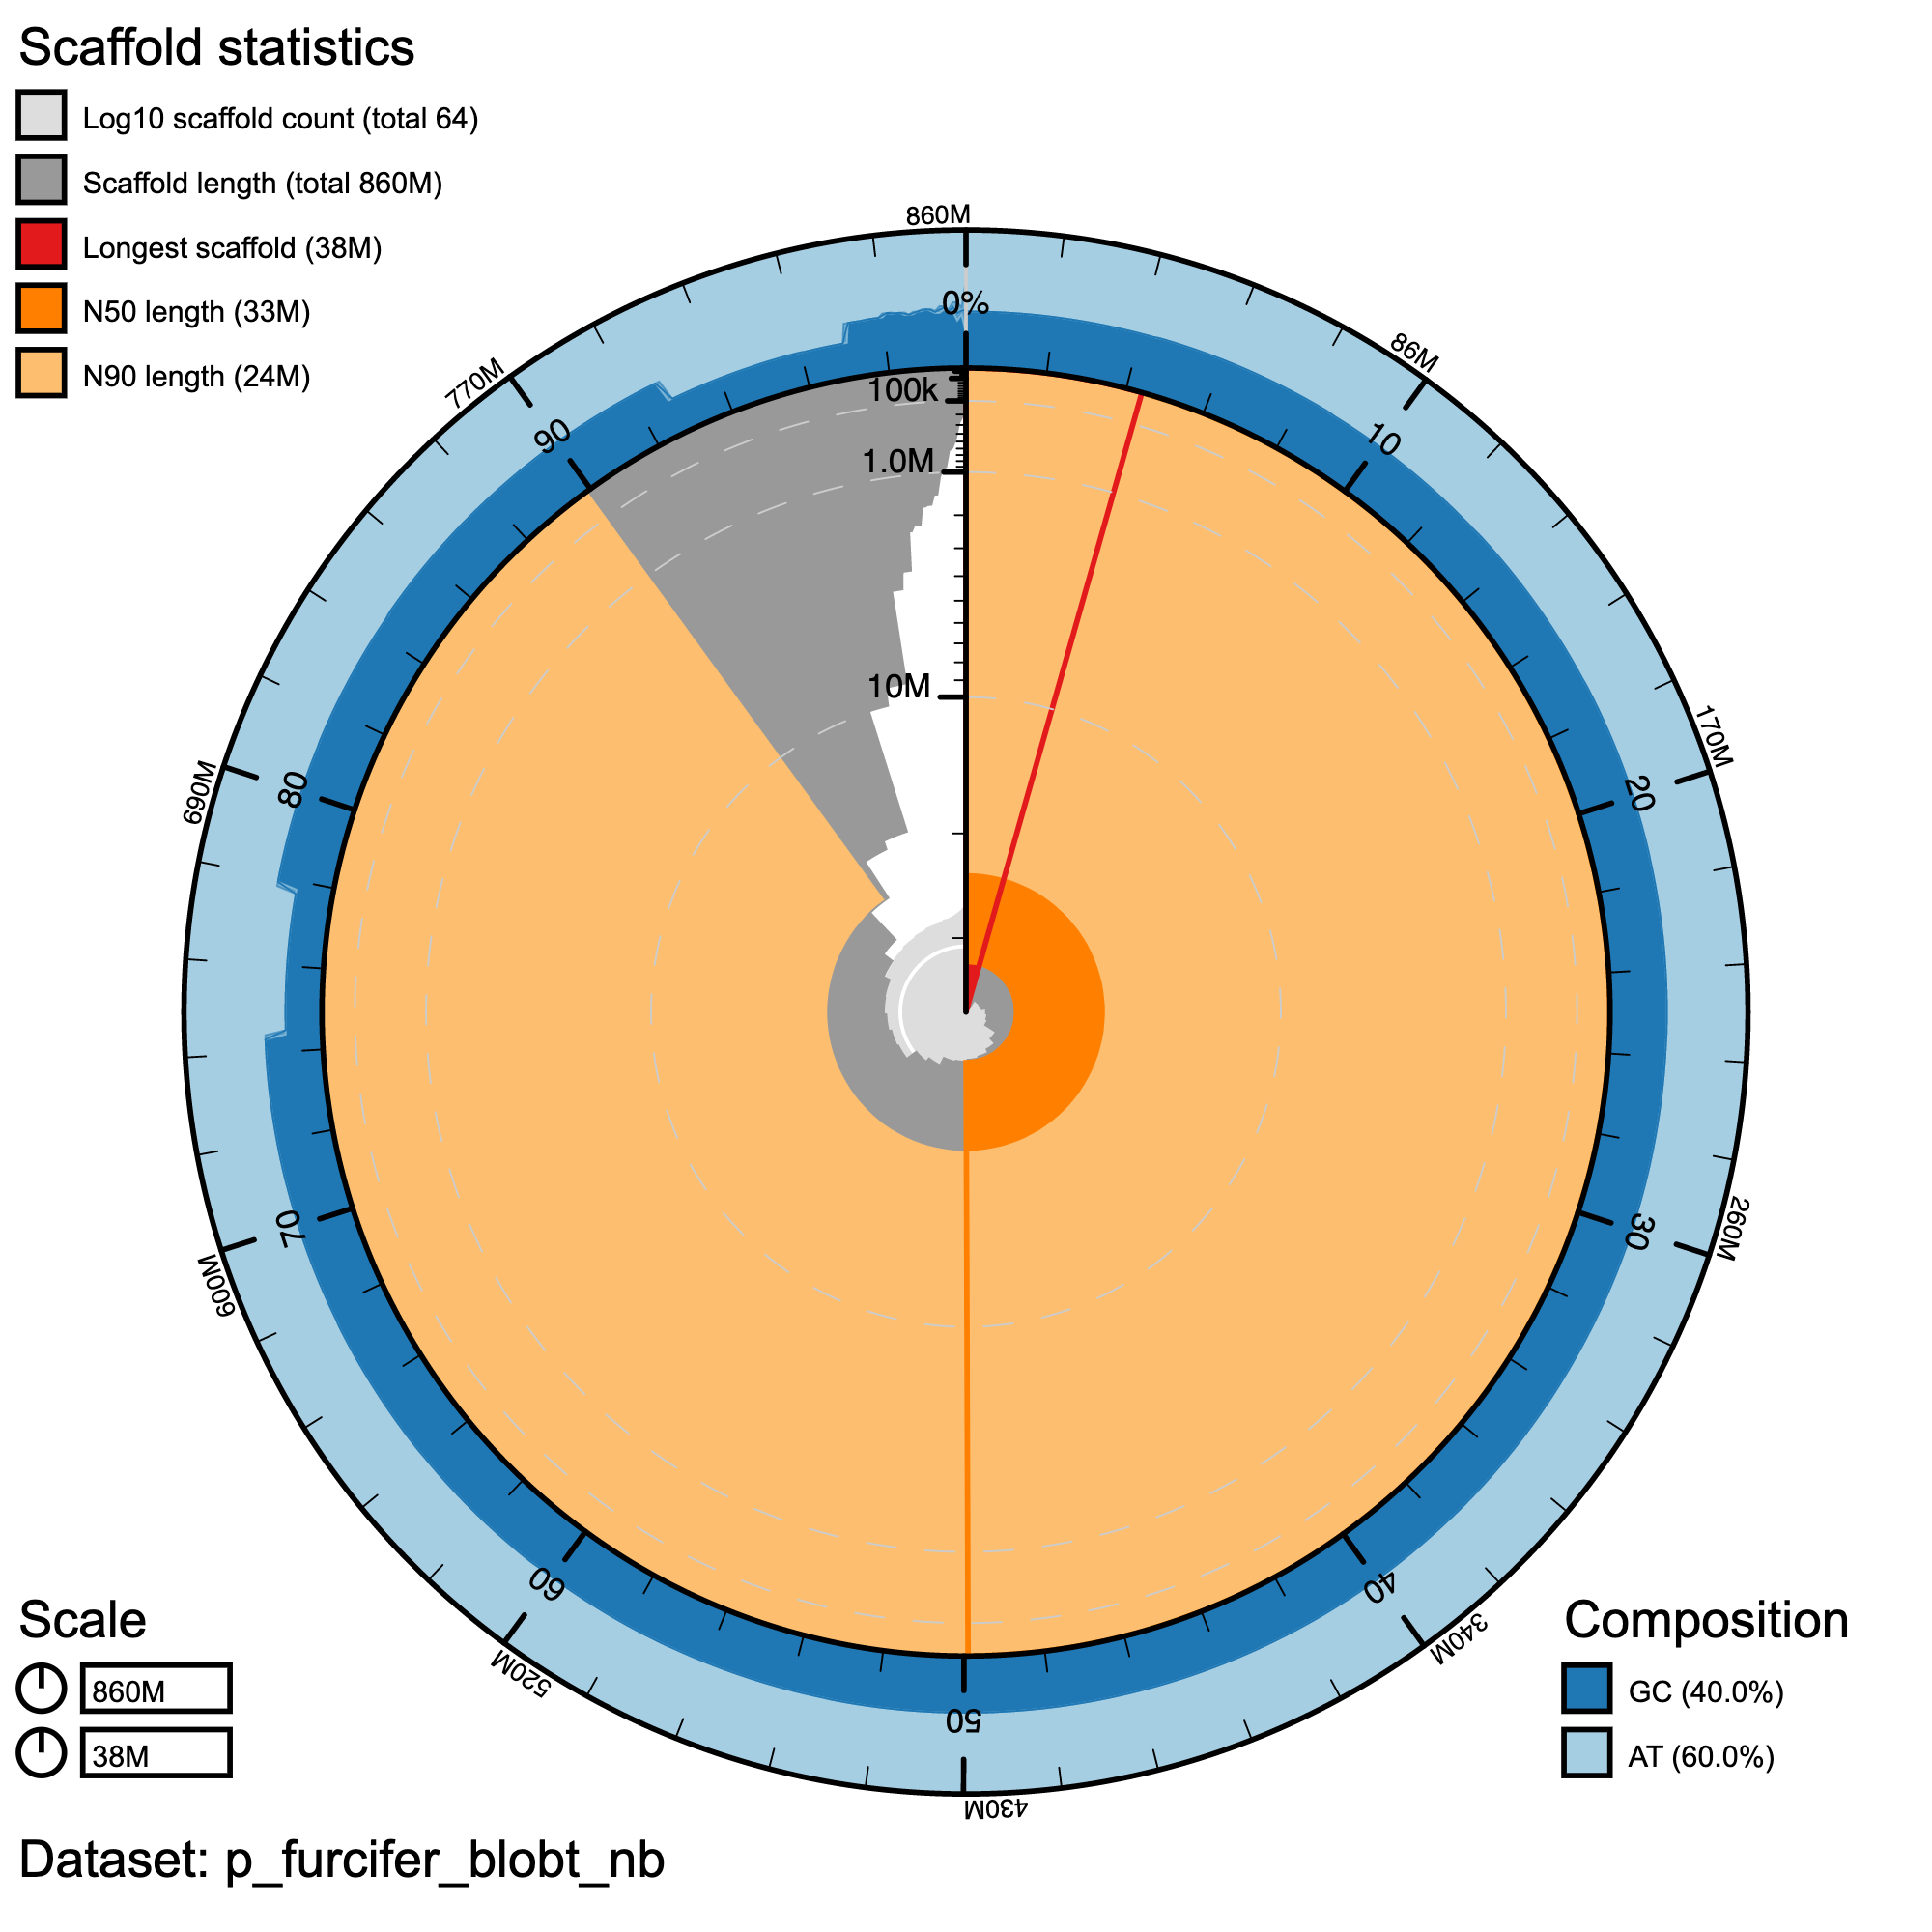 Scaffold statistics
Log10 scaffold count (total 64)
Scaffold length (total 860M)
Longest scaffold (38M)
N50 length (33M)
N90 length (24M)
860M
0%
86M
10
170M
20
260M
30
340M
40
430M
50
520M
60
600M
70
690M
80
770M
90
100k
1.0M
10M
Scale
860M
38M
Composition
GC (40.0%)
AT (60.0%)
Dataset: p_furcifer_blobt_nb